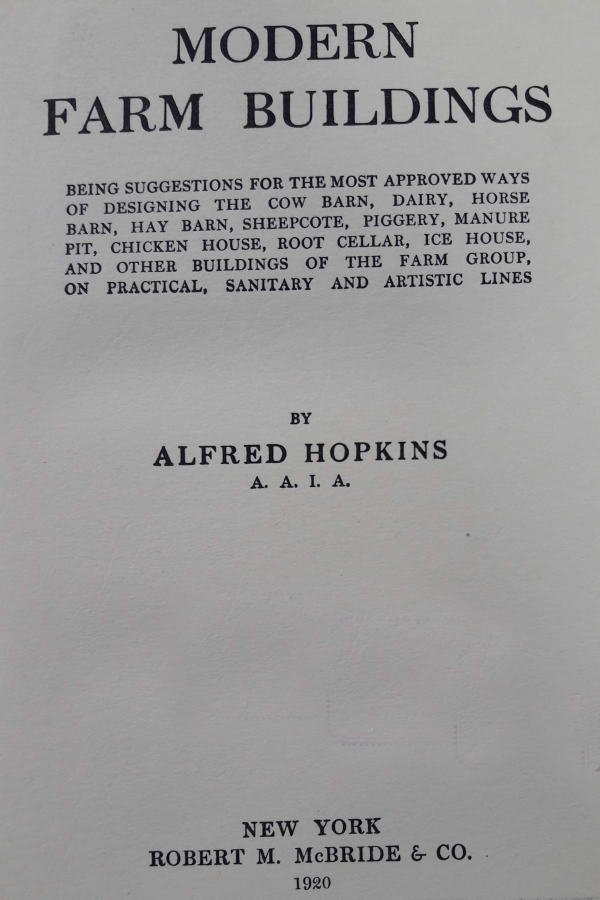 MODERN
FARM BUILDINGS
BEING SUGGESTIONS FOR THE MOST APPROVED WAYS
OF DESIGNING THE COW BARN, DAIRY, HORSE
BARN, HAY BARN, SHEEPCOTE, PIGGERY, MANURE
PIT, CHICKEN HOUSE, ROOT CELLAR, ICE HOUSE,
AND OTHER BUILDINGS OF THE FARM GROUP,
ON PRACTICAL, SANITARY AND ARTISTIC LINES
BY
ALFRED HOPKINS
A. A. I. A.
NEW YORK
ROBERT M. McBRIDE & CO.
1920